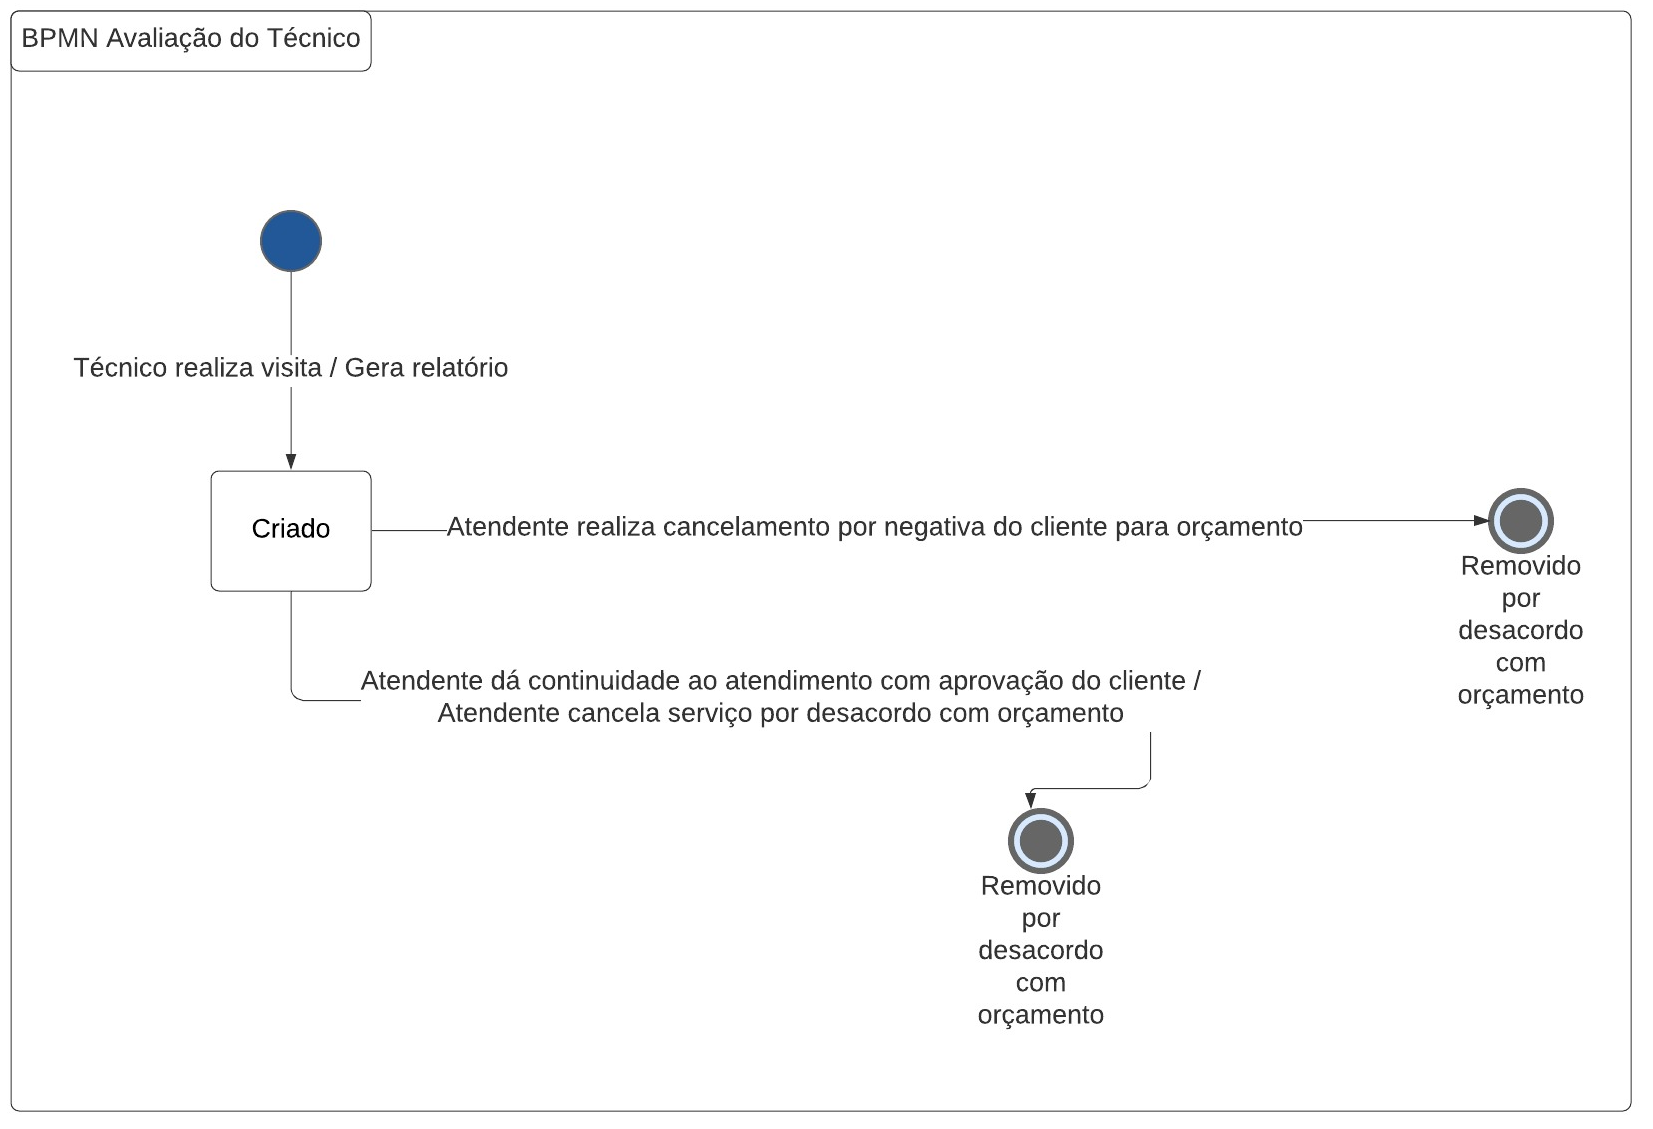 BPMN Avaliação do Técnico
Técnico realiza visita / Gera relatório
Criado
Atendente realiza cancelamento por negativa do cliente para orçamento
Removido
por
desacordo
com
orçamento
Atendente dá continuidade ao atendimento com aprovação do cliente /
Atendente cancela serviço por desacordo com orçamento
Removido
por
desacordo
com
orçamento